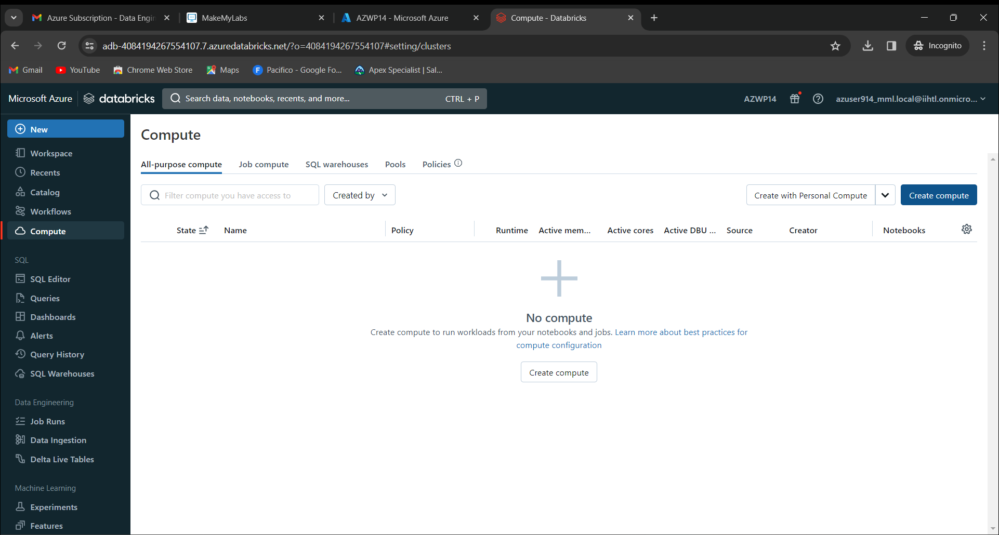 Azure Subscription - Data Engin
MakeMyLabs
AZWP14 - Microsoft Azure
Compute - Databricks
adb-4084194267554107.7.azuredatabricks.net/?o=4084194267554107#setting/clusters
Incognito
Gmail
YouTube
Chrome Web Store
Maps
Pacifico - Google Fo...
Apex Specialist | Sal...
Microsoft Azure
databricks
Search data, notebooks, recents, and more...
CTRL + P
AZWP14
azuser914_mml.local@iihtl.onmicro...
New
Workspace
Recents
Catalog
Workflows
Compute
SQL
SQL Editor
Queries
Dashboards
Alerts
Query History
SQL Warehouses
Data Engineering
Job Runs
Data Ingestion
Delta Live Tables
Machine Learning
Experiments
Features
Compute
All-purpose compute
Job compute
SQL warehouses
Pools
Policies
Filter compute you have access to
Created by
Create with Personal Compute
Create compute
State
Name
Policy
Runtime
Active mem...
Active cores
Active DBU ...
Source
Creator
Notebooks
No compute
Create compute to run workloads from your notebooks and jobs. Learn more about best practices for
compute configuration
Create compute